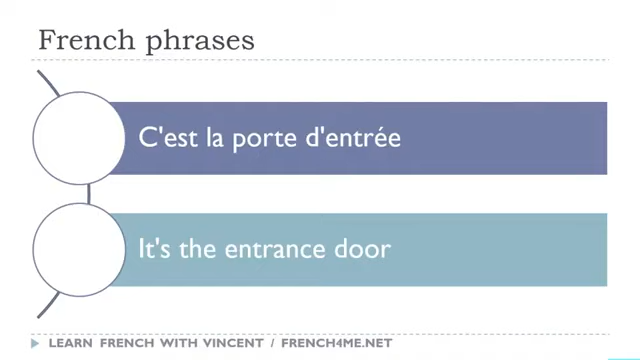 French phrases
C'est la porte d'entrée
It's the entrance door
LEARN FRENCH WITH VINCENT / FRENCH4ME.NET